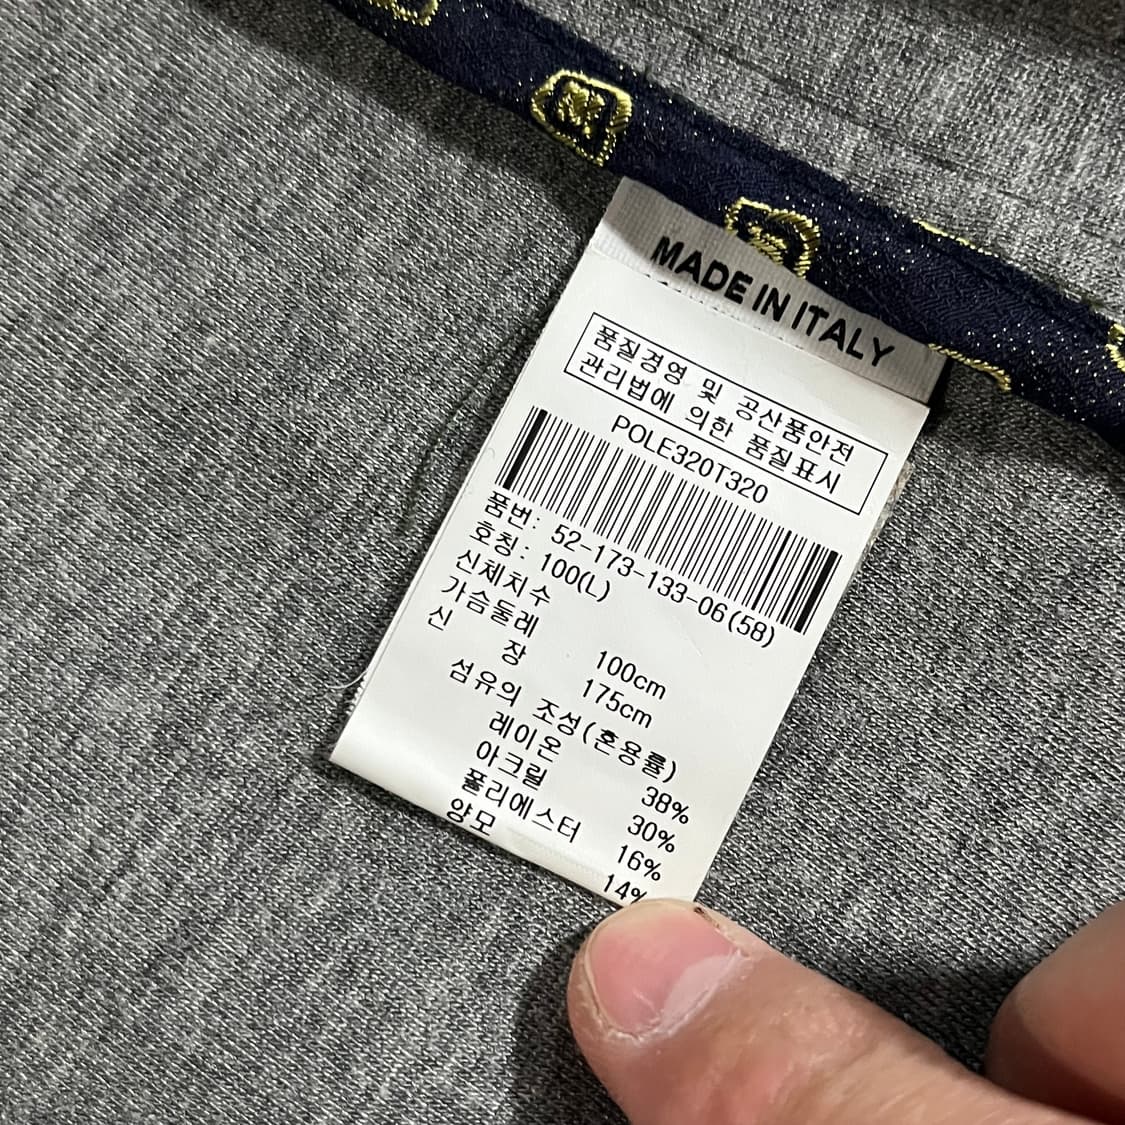 MADE IN ITALY
품질경영 및 공산품안전
관리법에 의한 품질표시
POLE320T320
품번: 52-173-133-06(58)
호칭: 100(L)
신체치수
가슴둘레 100cm
신 장 175cm
섬유의 조성(혼용률)
레이온 38%
아크릴 30%
폴리에스터 16%
양모 14%